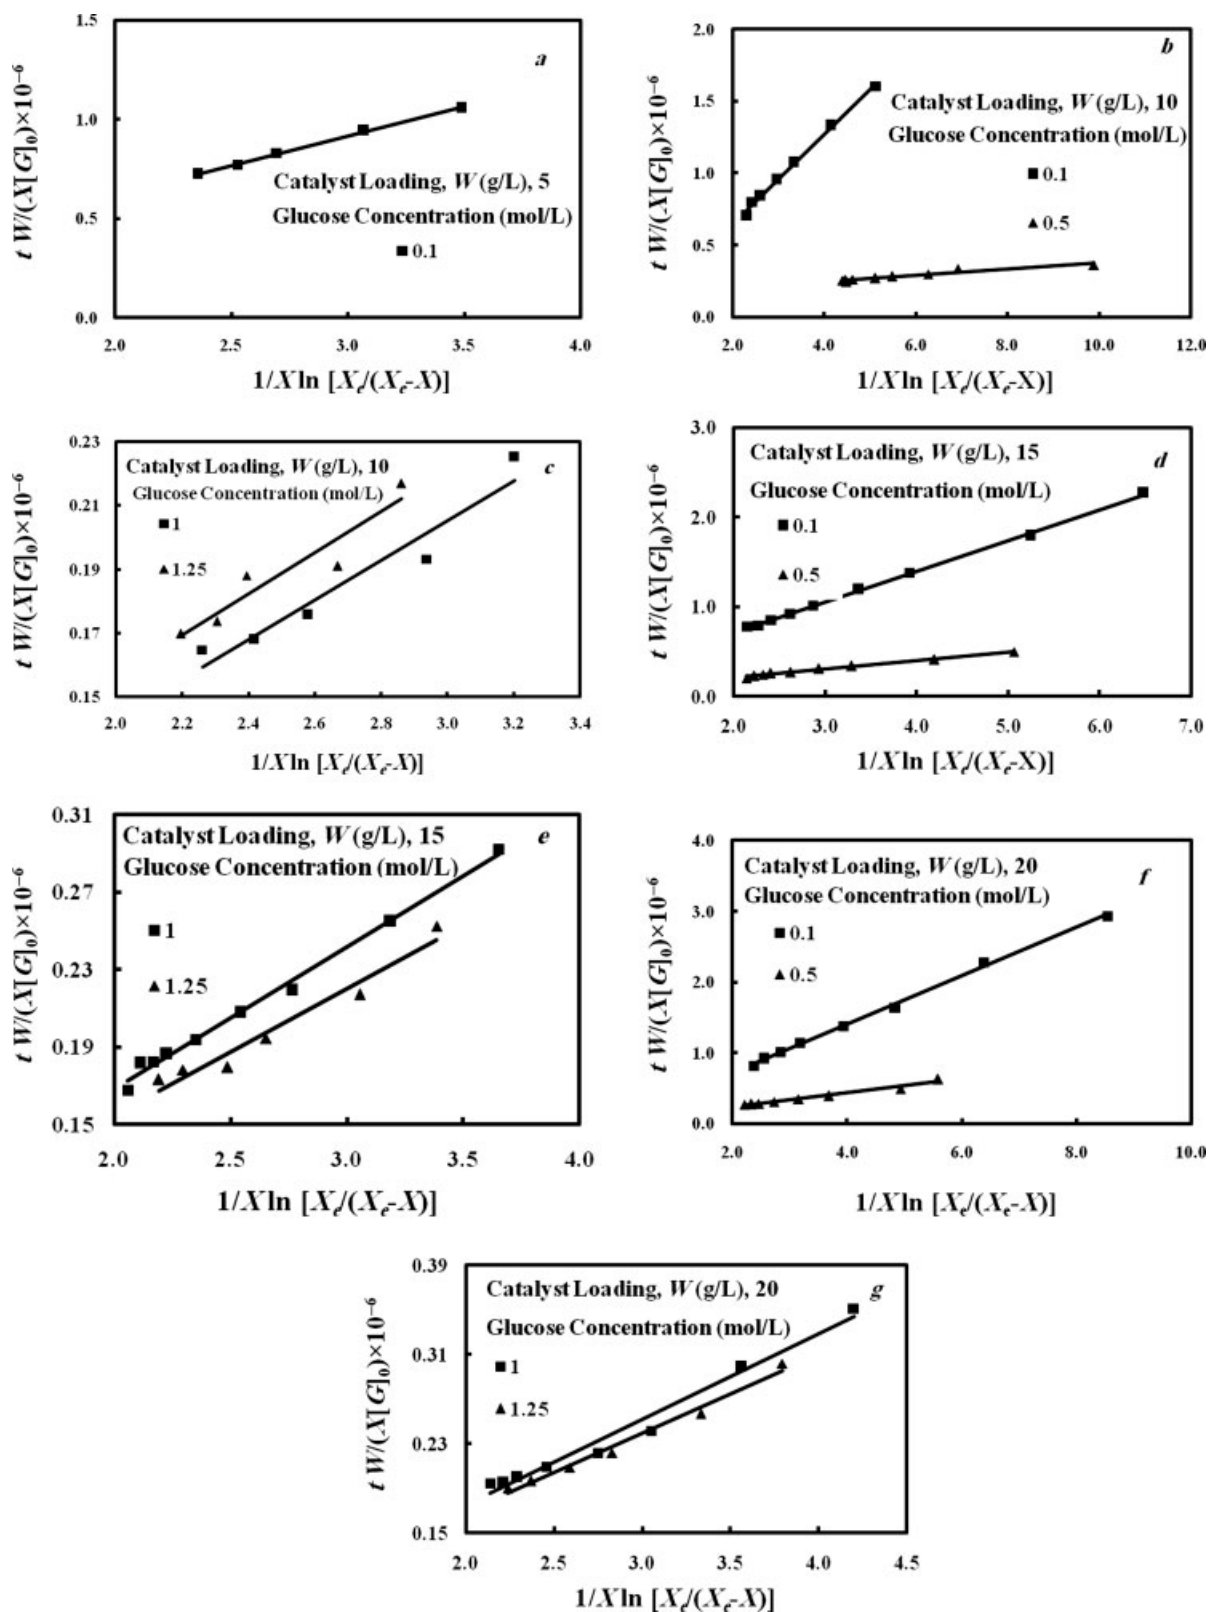 a
t W/(X[G]₀)×10⁻⁶
1.5
1.0
0.5
0.0
Catalyst Loading, W (g/L), 5
Glucose Concentration (mol/L)
0.1
2.0 2.5 3.0 3.5 4.0
1/X ln [Xₑ/(Xₑ-X)]
b
t W/(X[G]₀)×10⁻⁶
2.0
1.5
1.0
0.5
0.0
Catalyst Loading, W (g/L), 10
Glucose Concentration (mol/L)
0.1
0.5
2.0 4.0 6.0 8.0 10.0 12.0
1/X ln [Xₑ/(Xₑ-X)]
c
t W/(X[G]₀)×10⁻⁶
0.23
0.21
0.19
0.17
0.15
Catalyst Loading, W (g/L), 10
Glucose Concentration (mol/L)
1
1.25
2.0 2.2 2.4 2.6 2.8 3.0 3.2 3.4
1/X ln [Xₑ/(Xₑ-X)]
d
t W/(X[G]₀)×10⁻⁶
3.0
2.0
1.0
0.0
Catalyst Loading, W (g/L), 15
Glucose Concentration (mol/L)
0.1
0.5
2.0 3.0 4.0 5.0 6.0 7.0
1/X ln [Xₑ/(Xₑ-X)]
e
t W/(X[G]₀)×10⁻⁶
0.31
0.27
0.23
0.19
0.15
Catalyst Loading, W (g/L), 15
Glucose Concentration (mol/L)
1
1.25
2.0 2.5 3.0 3.5 4.0
1/X ln [Xₑ/(Xₑ-X)]
f
t W/(X[G]₀)×10⁻⁶
4.0
3.0
2.0
1.0
0.0
Catalyst Loading, W (g/L), 20
Glucose Concentration (mol/L)
0.1
0.5
2.0 4.0 6.0 8.0 10.0
1/X ln [Xₑ/(Xₑ-X)]
g
t W/(X[G]₀)×10⁻⁶
0.39
0.31
0.23
0.15
Catalyst Loading, W (g/L), 20
Glucose Concentration (mol/L)
1
1.25
2.0 2.5 3.0 3.5 4.0 4.5
1/X ln [Xₑ/(Xₑ-X)]